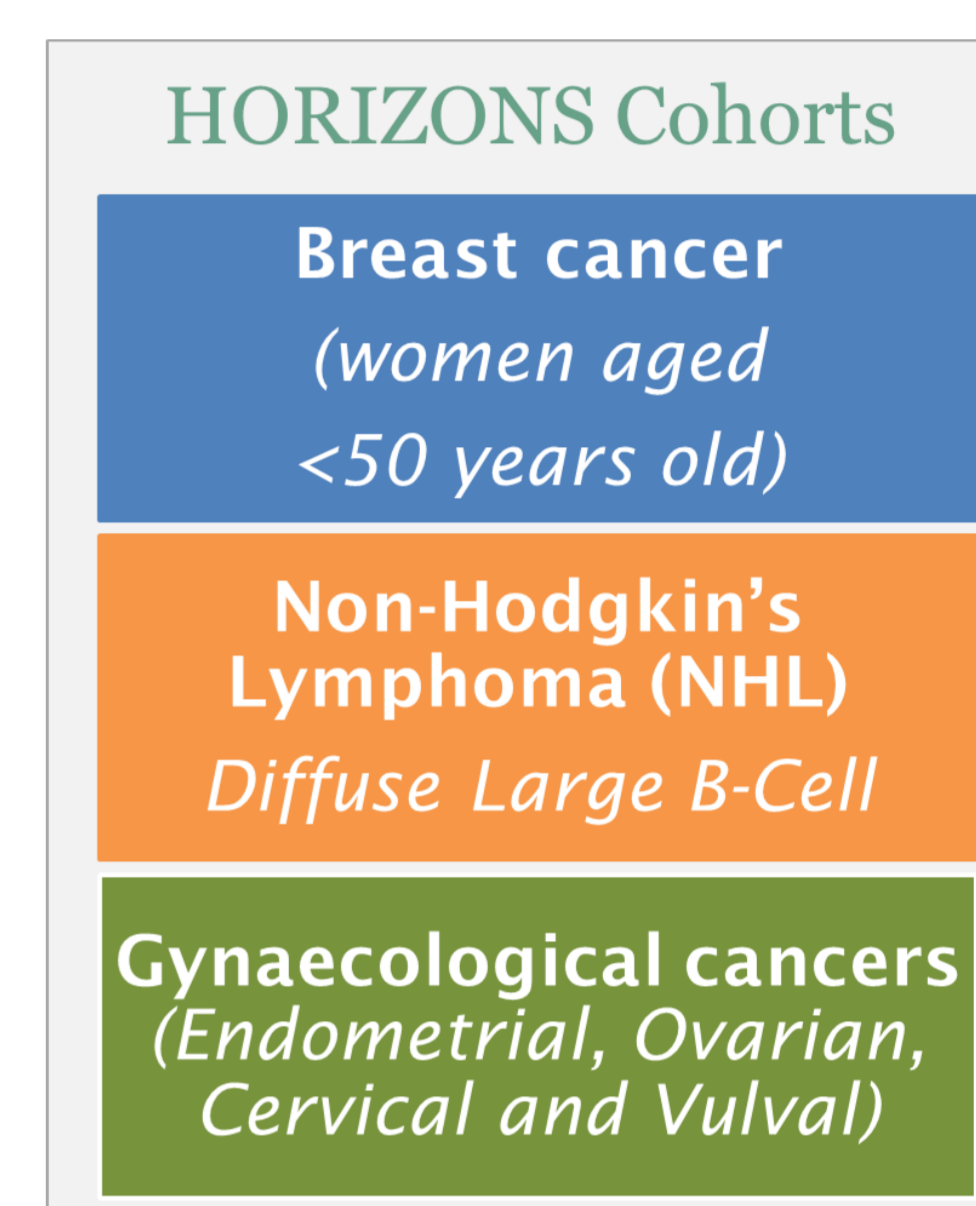 HORIZONS Cohorts
Breast cancer
(women aged
<50 years old)
Non-Hodgkin’s
Lymphoma (NHL)
Diffuse Large B-Cell
Gynaecological cancers
(Endometrial, Ovarian,
Cervical and Vulval)